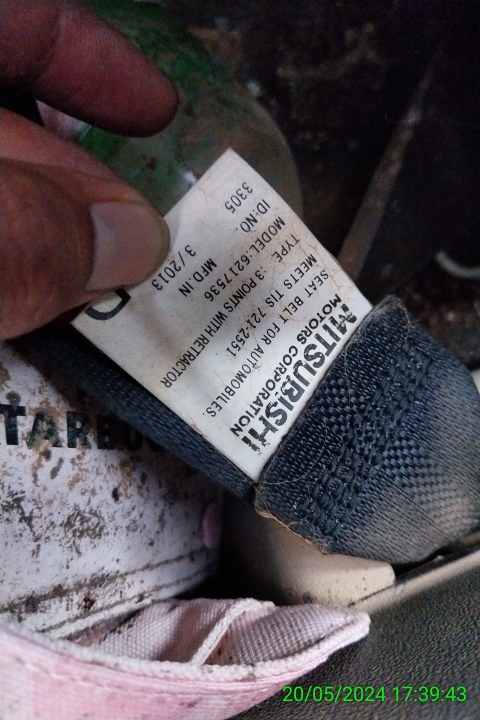 MITSUBISHI
MOTORS CORPORATION
SEAT BELT FOR AUTOMOBILES.
MEETS TIS 721-2551
TYPE :3 POINTS WITH RETRACTOR
MODEL:-6217536
ID:NO MFD.IN
3305 3/2013
STARBU
20/05/2024 17:39:43